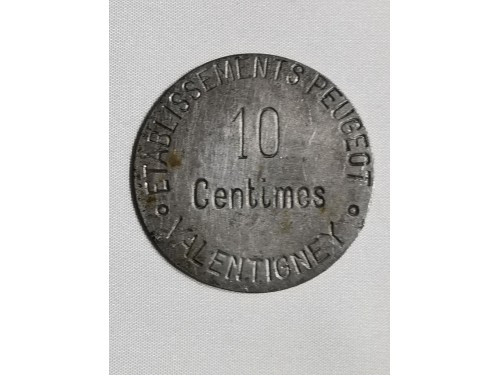 ETABLISSEMENTS PEUGEOT
10
Centimes
VALENTIGNEY